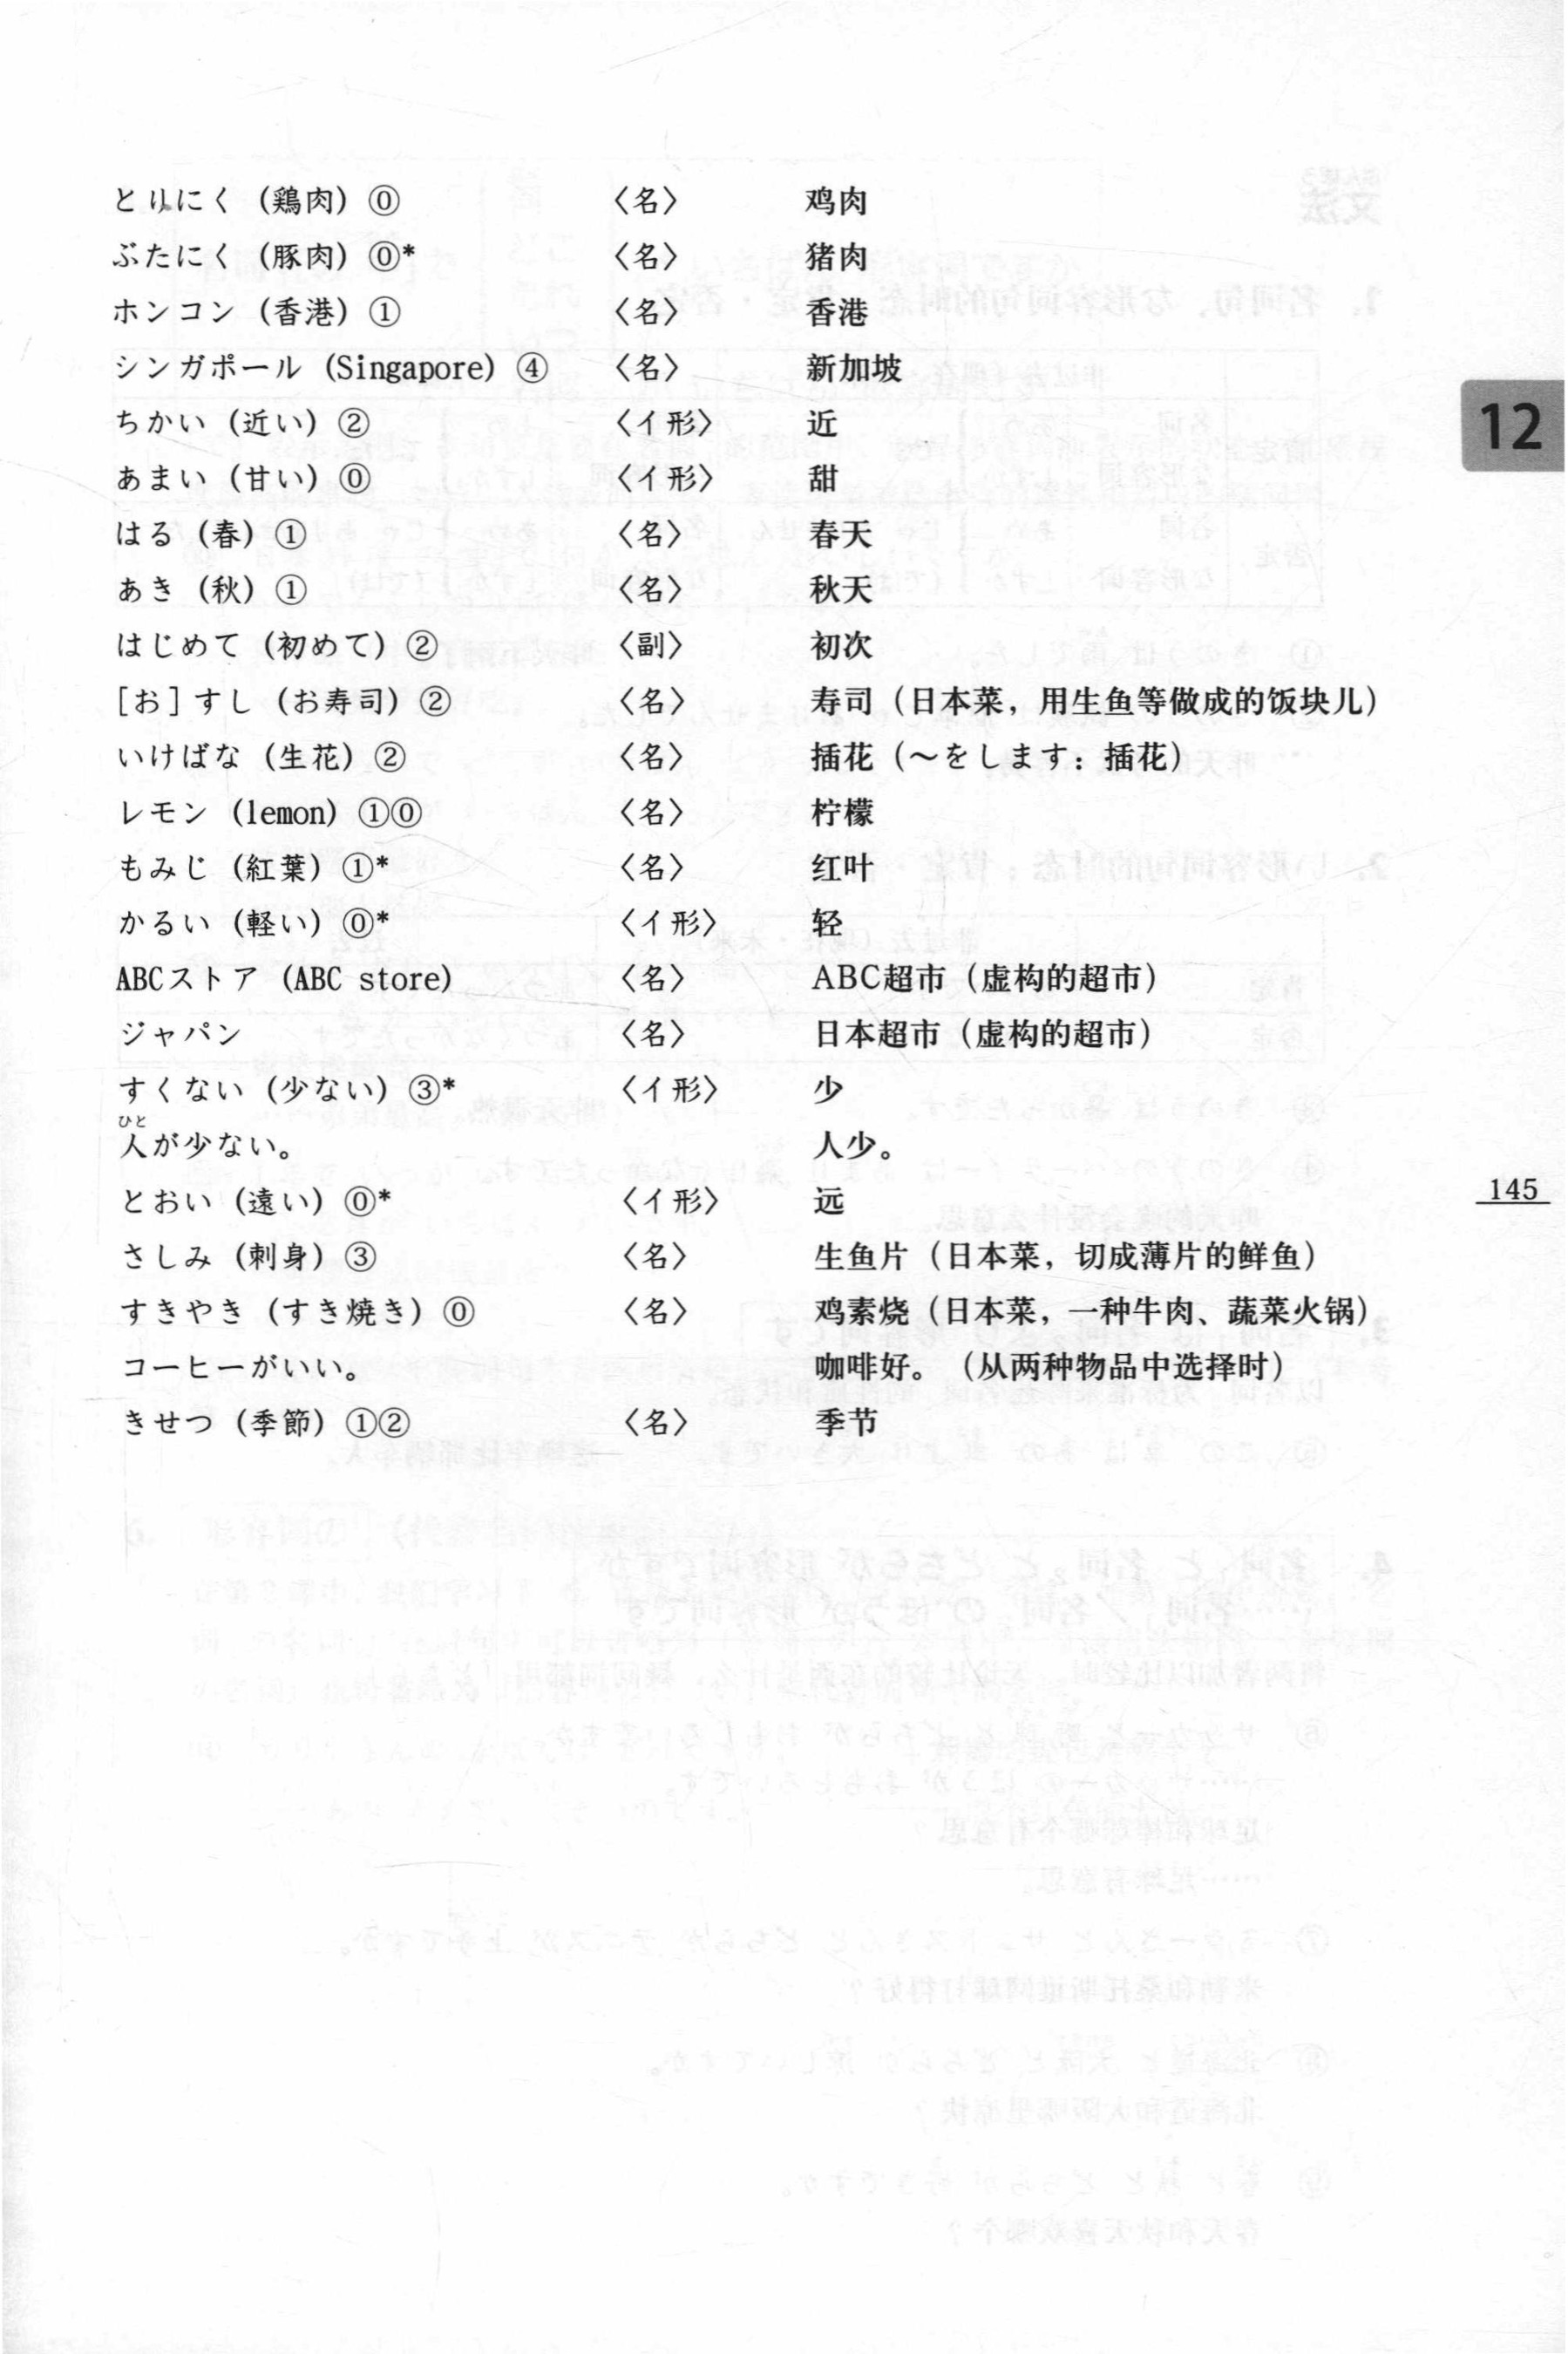 とりにく（鶏肉）⓪ 〈名〉 鸡肉
ぶたにく（豚肉）⓪* 〈名〉 猪肉
ホンコン（香港）① 〈名〉 香港
シンガポール（Singapore）④ 〈名〉 新加坡
ちかい（近い）② 〈イ形〉 近
あまい（甘い）⓪ 〈イ形〉 甜
12
はる（春）① 〈名〉 春天
あき（秋）① 〈名〉 秋天
はじめて（初めて）② 〈副〉 初次
［お］すし（お寿司）② 〈名〉 寿司（日本菜，用生鱼等做成的饭块儿）
いけばな（生花）② 〈名〉 插花（～をします：插花）
レモン（lemon）①⓪ 〈名〉 柠檬
もみじ（紅葉）①* 〈名〉 红叶
かるい（軽い）⓪* 〈イ形〉 轻
ABCストア（ABC store） 〈名〉 ABC超市（虚构的超市）
ジャパン 〈名〉 日本超市（虚构的超市）
すくない（少ない）③* 〈イ形〉 少
ひと
人が少ない。 人少。
とおい（遠い）⓪* 〈イ形〉 远
145
さしみ（刺身）③ 〈名〉 生鱼片（日本菜，切成薄片的鲜鱼）
すきやき（すき焼き）⓪ 〈名〉 鸡素烧（日本菜，一种牛肉、蔬菜火锅）
コーヒーがいい。 咖啡好。（从两种物品中选择时）
きせつ（季節）①② 〈名〉 季节